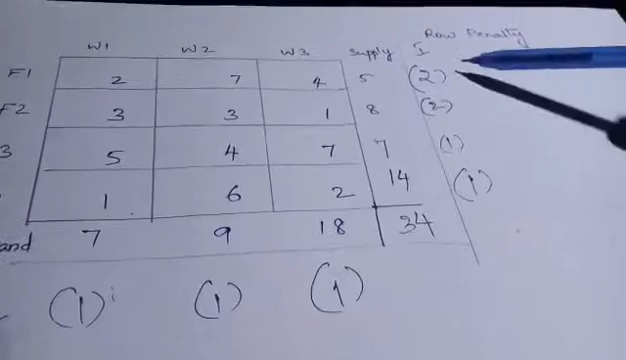 Row Penalty
W1 W2 W3 supply I
F1 2 7 4 5 (2)
F2 3 3 1 8 (2)
3 5 4 7 7 (1)
1 6 2 14 (1)
and 7 9 18 34
(1) (1) (1)